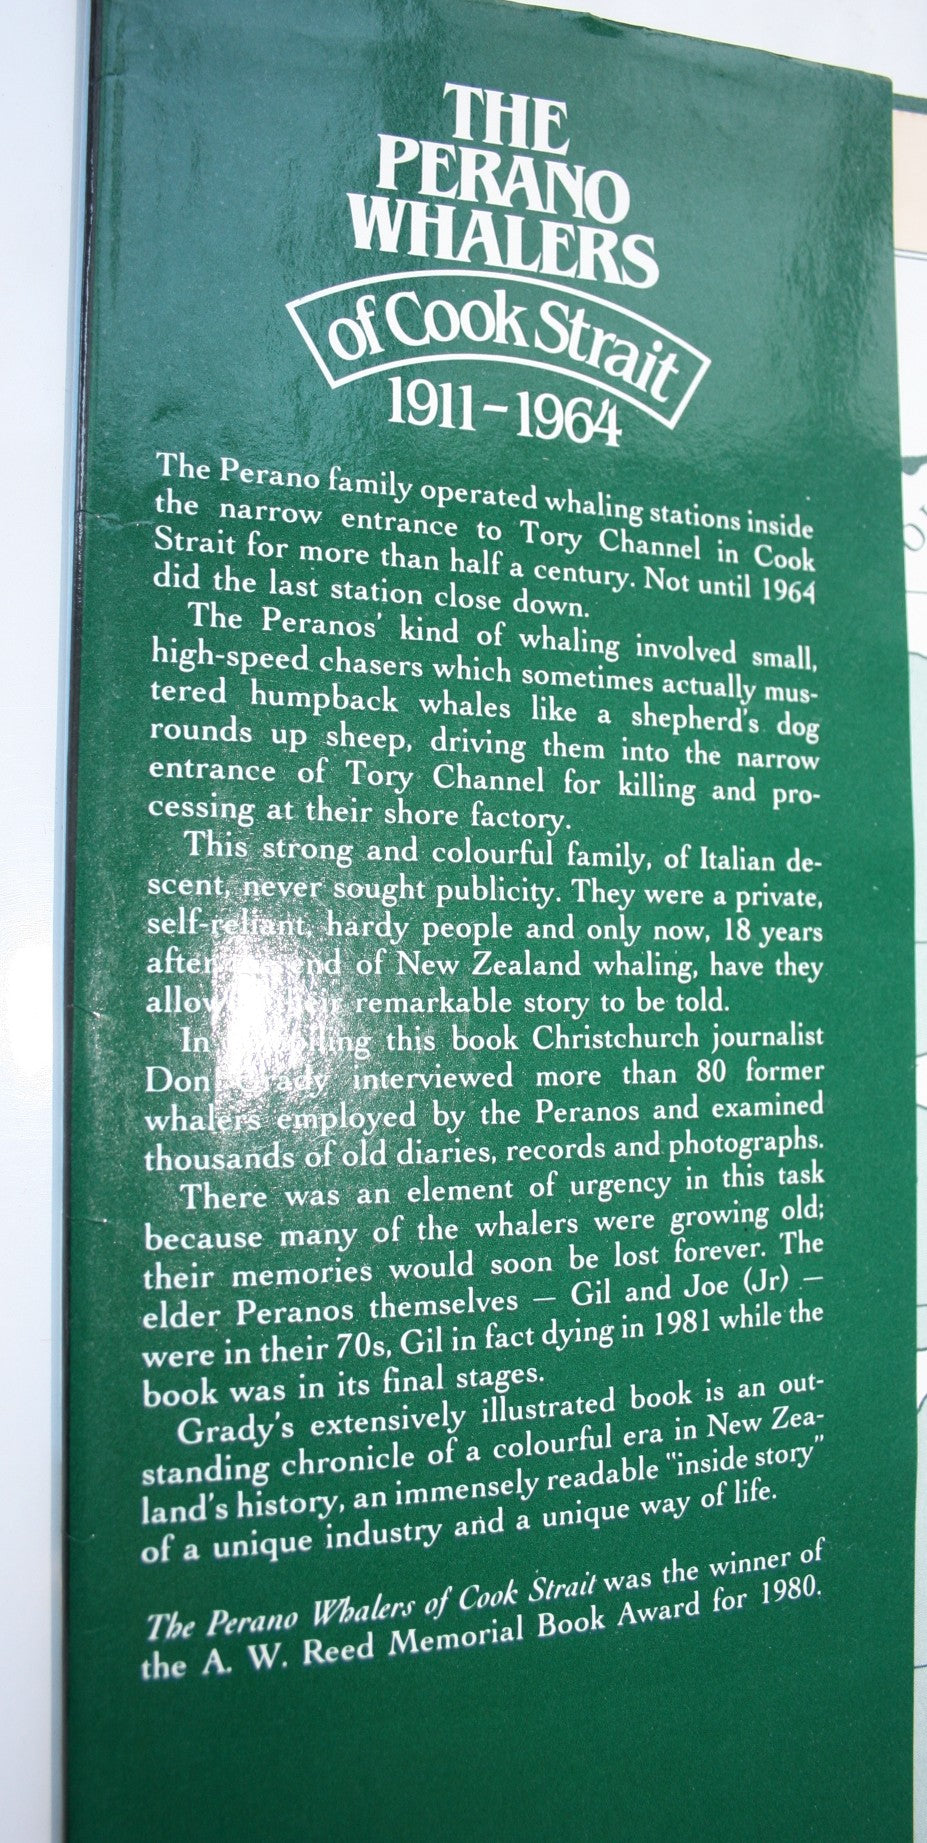 THE
PERANO
WHALERS
of Cook Strait
1911-1964
The Perano family operated whaling stations inside
the narrow entrance to Tory Channel in Cook
Strait for more than half a century. Not until 1964
did the last station close down.
The Peranos' kind of whaling involved small,
high-speed chasers which sometimes actually mus-
tered humpback whales like a shepherd's dog
rounds up sheep, driving them into the narrow
entrance of Tory Channel for killing and pro-
cessing at their shore factory.
This strong and colourful family, of Italian de-
scent, never sought publicity. They were a private,
self-reliant, hardy people and only now, 18 years
after end of New Zealand whaling, have they
their remarkable story to be told.
In this book Christchurch journalist
Don Grady interviewed more than 80 former
whalers employed by the Peranos and examined
thousands of old diaries, records and photographs.
There was an element of urgency in this task
because many of the whalers were growing old;
their memories would soon be lost forever. The
elder Peranos themselves — Gil and Joe (Jr) —
were in their 70s, Gil in fact dying in 1981 while the
book was in its final stages.
Grady's extensively illustrated book is an out-
standing chronicle of a colourful era in New Zea-
land's history, an immensely readable "inside story"
of a unique industry and a unique way of life.
The Perano Whalers of Cook Strait was the winner of
the A. W. Reed Memorial Book Award for 1980.